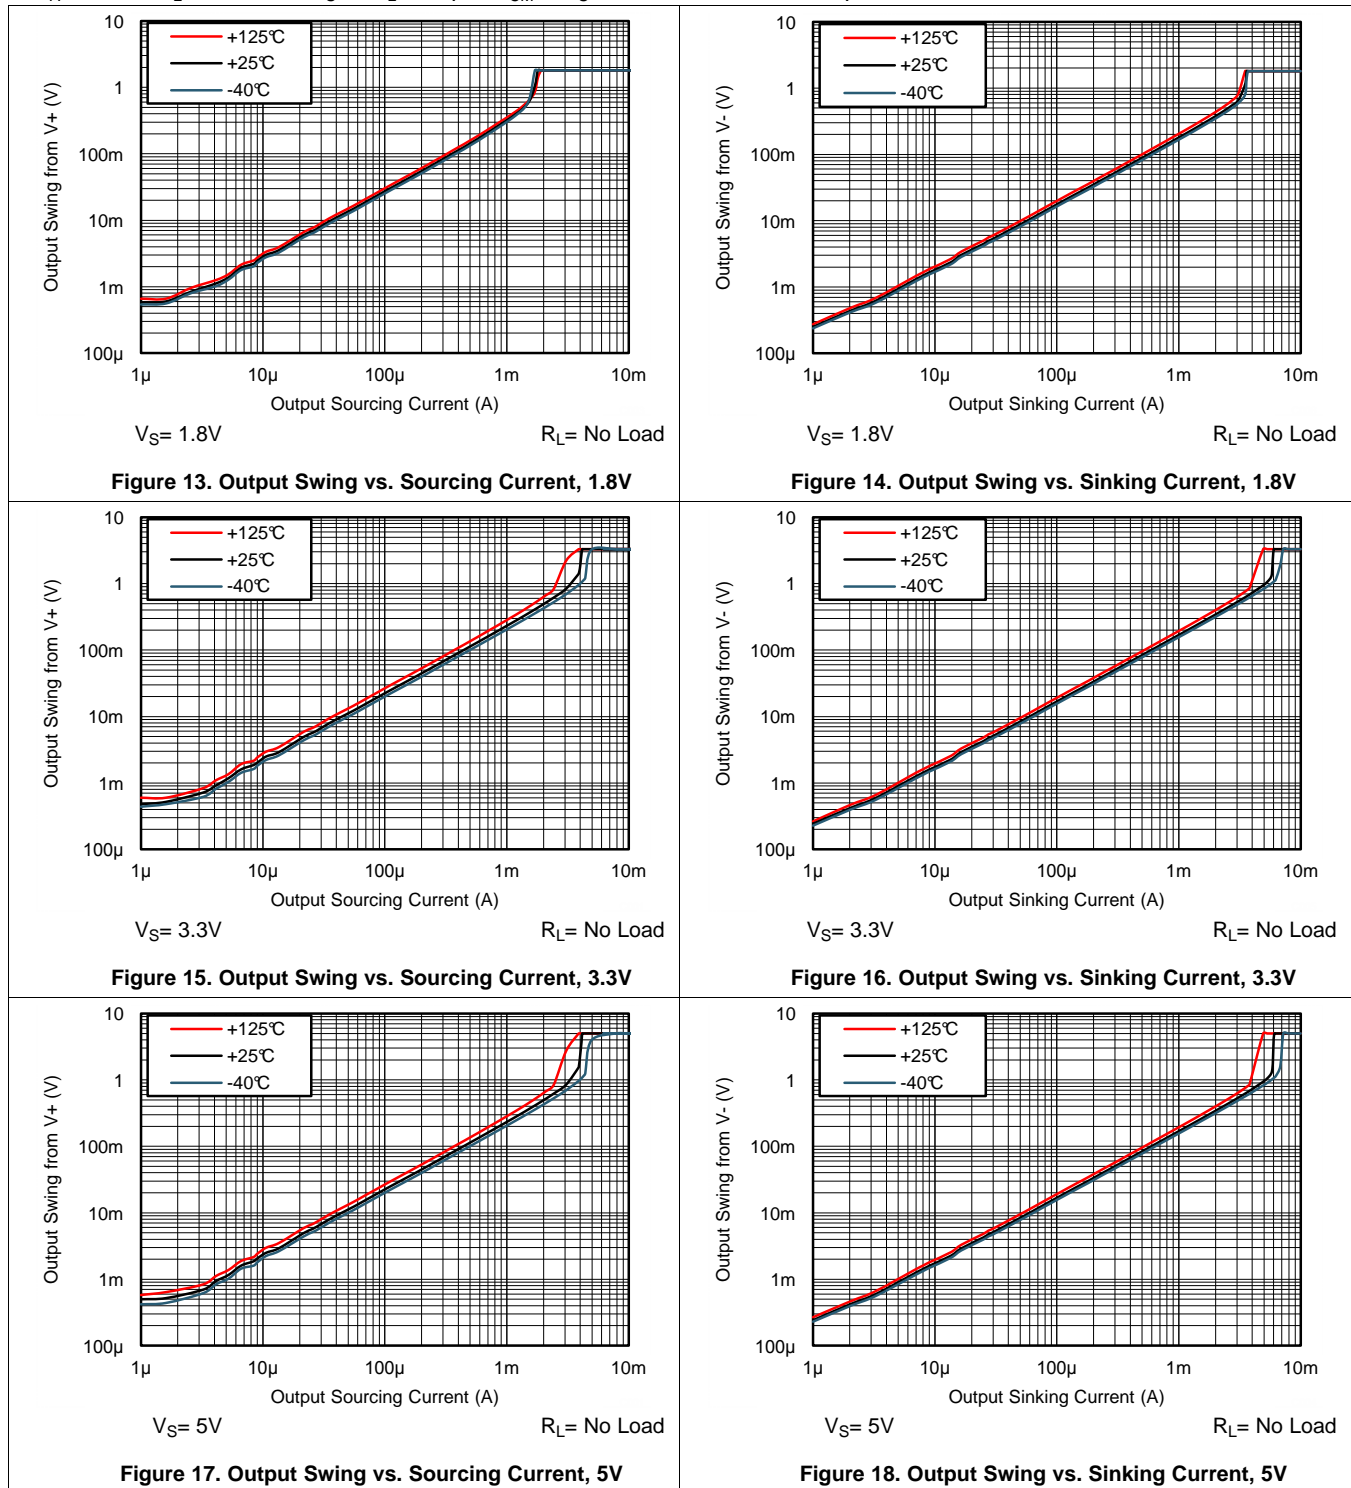 10
1
100m
10m
1m
100µ
Output Swing from V+ (V)
+125°C
+25°C
-40°C
1µ 10µ 100µ 1m 10m
Output Sourcing Current (A)
VS= 1.8V RL= No Load
Figure 13. Output Swing vs. Sourcing Current, 1.8V
10
1
100m
10m
1m
100µ
Output Swing from V- (V)
+125°C
+25°C
-40°C
1µ 10µ 100µ 1m 10m
Output Sinking Current (A)
VS= 1.8V RL= No Load
Figure 14. Output Swing vs. Sinking Current, 1.8V
10
1
100m
10m
1m
100µ
Output Swing from V+ (V)
+125°C
+25°C
-40°C
1µ 10µ 100µ 1m 10m
Output Sourcing Current (A)
VS= 3.3V RL= No Load
Figure 15. Output Swing vs. Sourcing Current, 3.3V
10
1
100m
10m
1m
100µ
Output Swing from V- (V)
+125°C
+25°C
-40°C
1µ 10µ 100µ 1m 10m
Output Sinking Current (A)
VS= 3.3V RL= No Load
Figure 16. Output Swing vs. Sinking Current, 3.3V
10
1
100m
10m
1m
100µ
Output Swing from V+ (V)
+125°C
+25°C
-40°C
1µ 10µ 100µ 1m 10m
Output Sourcing Current (A)
VS= 5V RL= No Load
Figure 17. Output Swing vs. Sourcing Current, 5V
10
1
100m
10m
1m
100µ
Output Swing from V- (V)
+125°C
+25°C
-40°C
1µ 10µ 100µ 1m 10m
Output Sinking Current (A)
VS= 5V RL= No Load
Figure 18. Output Swing vs. Sinking Current, 5V